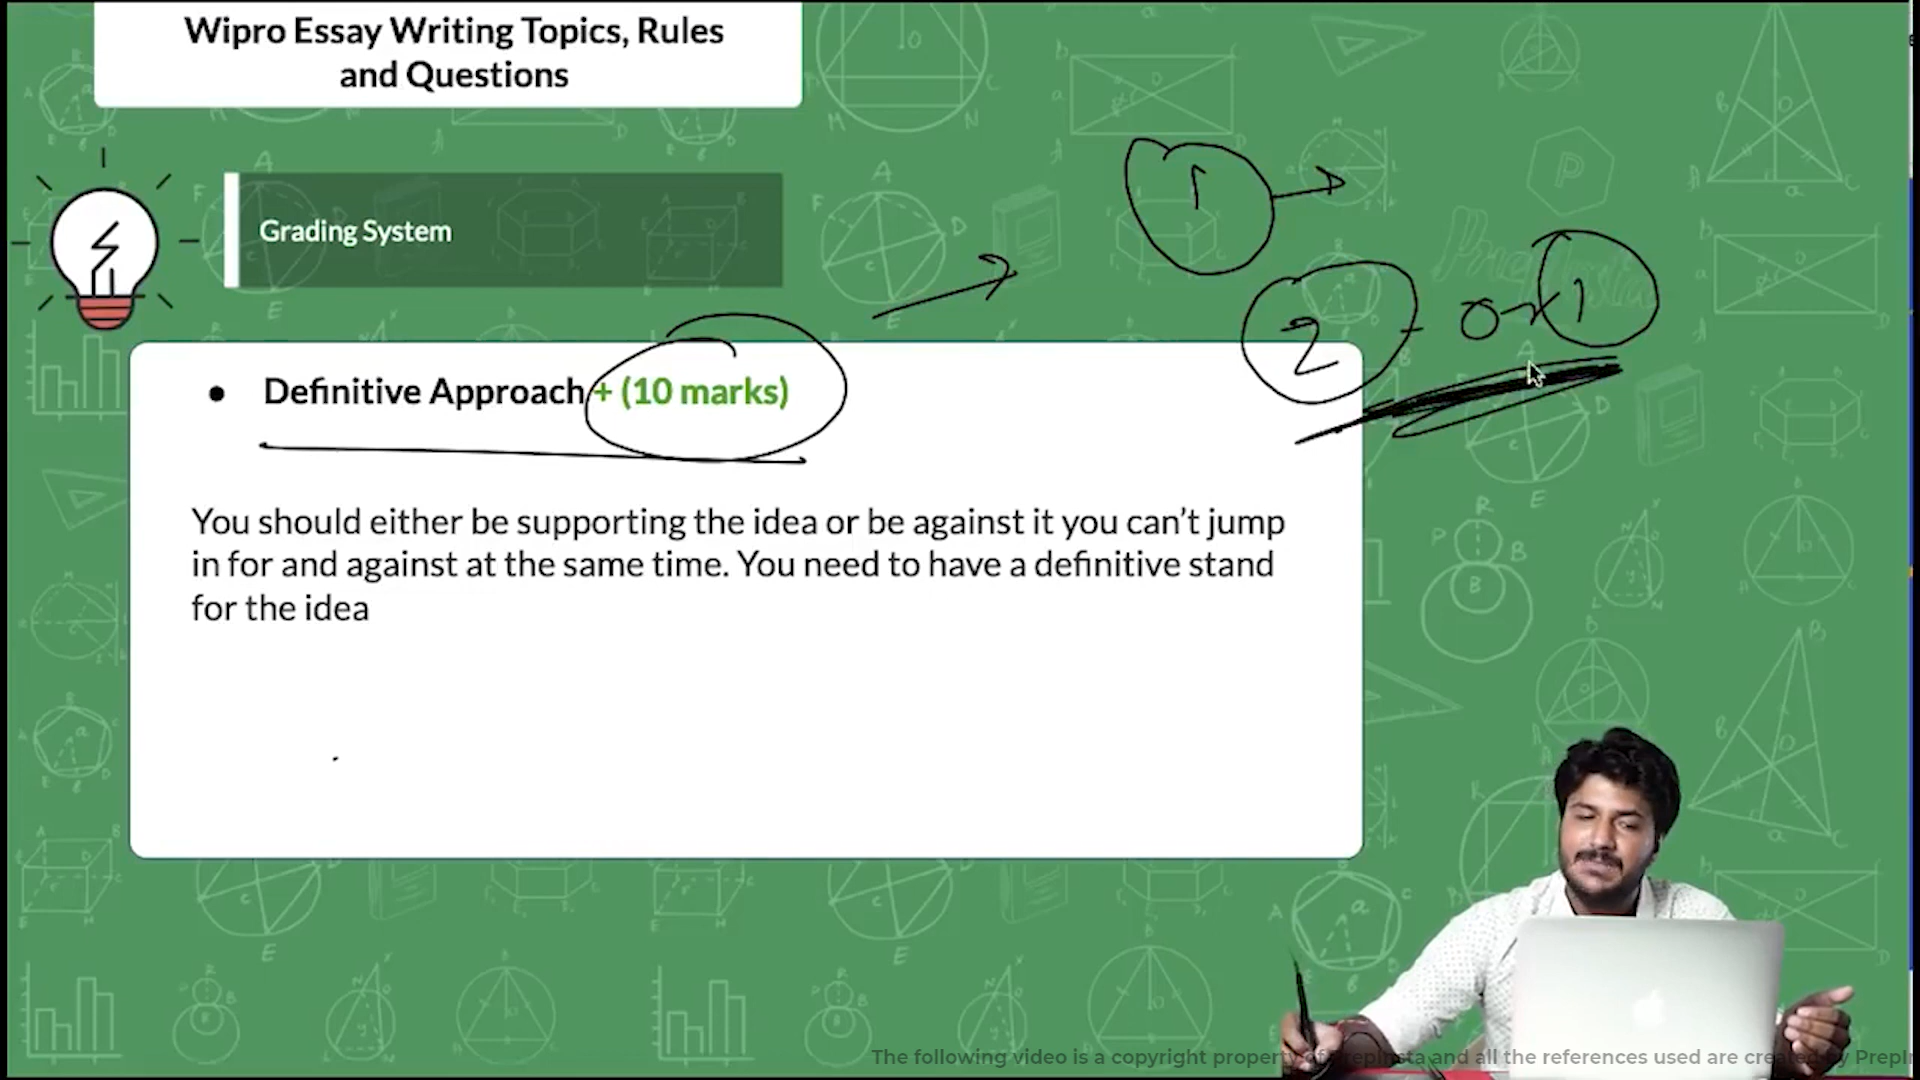 Wipro Essay Writing Topics, Rules
and Questions
Grading System
1
2 - or 1
● Definitive Approach + (10 marks)
You should either be supporting the idea or be against it you can’t jump
in for and against at the same time. You need to have a definitive stand
for the idea
The following video is a copyright property of PrepInsta and all the references used are created by PrepIn